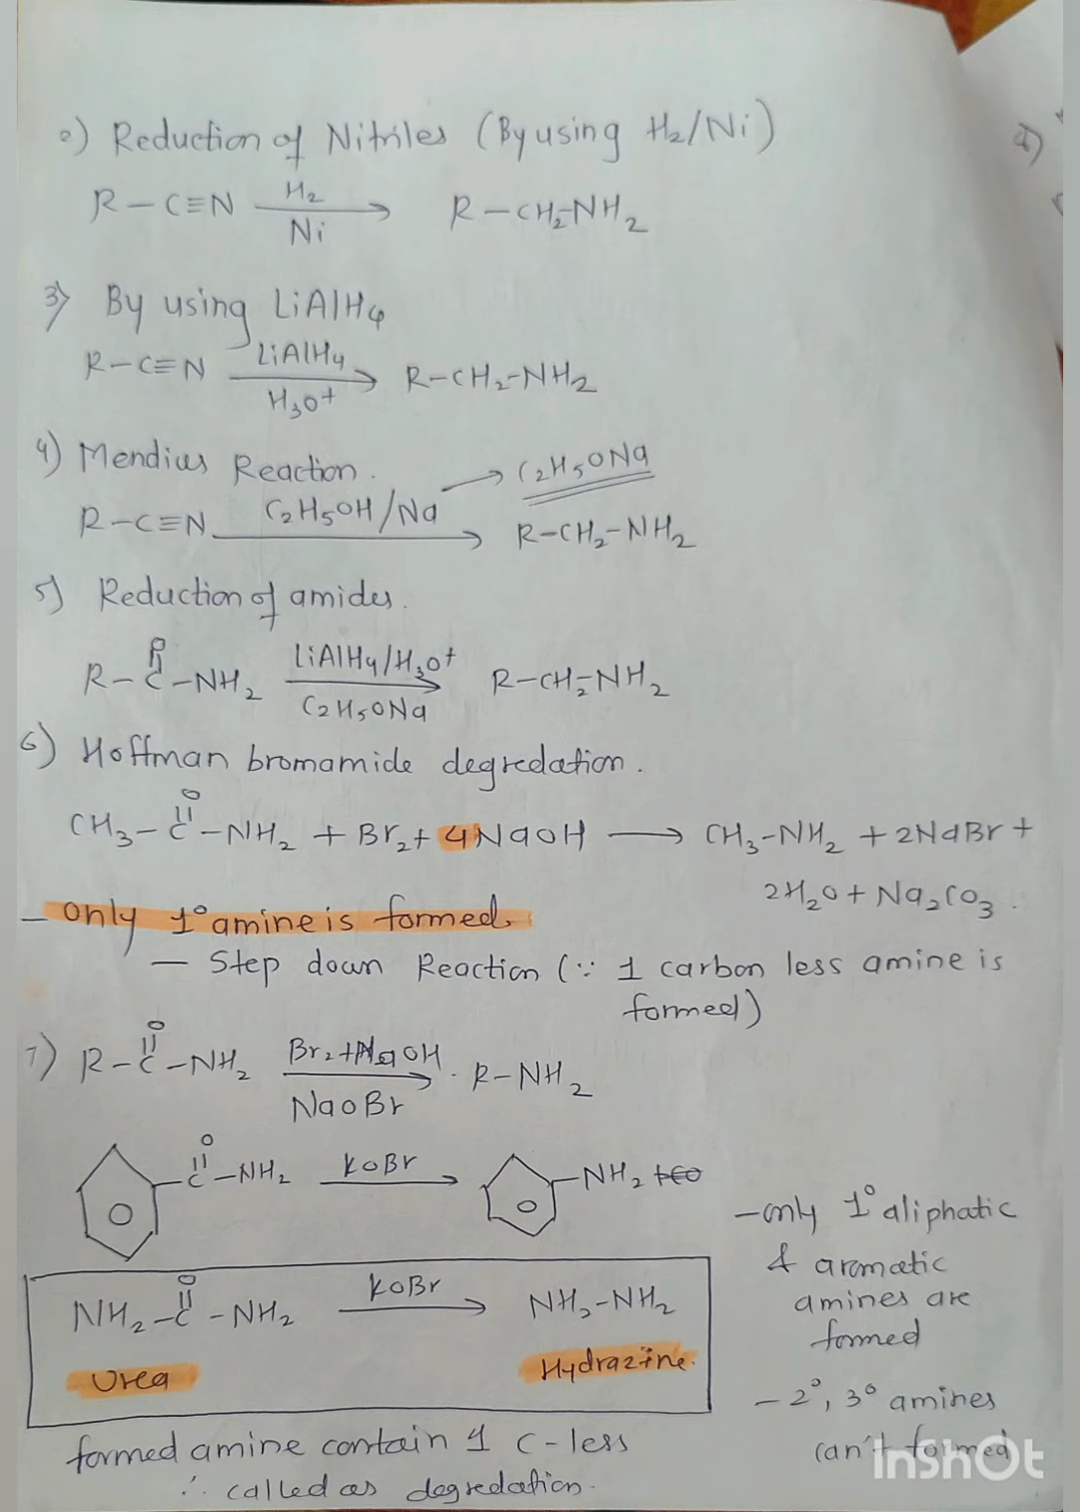 2) Reduction of Nitriles (By using H₂/Ni)
R-C≡N H₂/Ni → R-CH₂-NH₂
3) By using LiAlH₄
R-C≡N LiAlH₄/H₃O⁺ → R-CH₂-NH₂
4) Mendius Reaction.
→ C₂H₅ONa
R-C≡N C₂H₅OH/Na → R-CH₂-NH₂
5) Reduction of amides.
O
R-C-NH₂ LiAlH₄/H₃O⁺ C₂H₅ONa → R-CH₂-NH₂
6) Hoffman bromamide degredation.
O
CH₃-C-NH₂ + Br₂ + 4NaOH → CH₃-NH₂ + 2NaBr +
2H₂O + Na₂CO₃.
- only 1° amine is formed.
- Step down Reaction (∵ 1 carbon less amine is
formed)
O
7) R-C-NH₂ Br₂+NaOH NaOBr → R-NH₂
O
-C-NH₂ KOBr → -NH₂
-only 1° aliphatic
& aromatic
amines are
formed
O
NH₂-C-NH₂ KOBr → NH₂-NH₂
Urea Hydrazine.
- 2°, 3° amines
can't formed
formed amine contain 1 C-less
∴ called as degredation.
InShOt